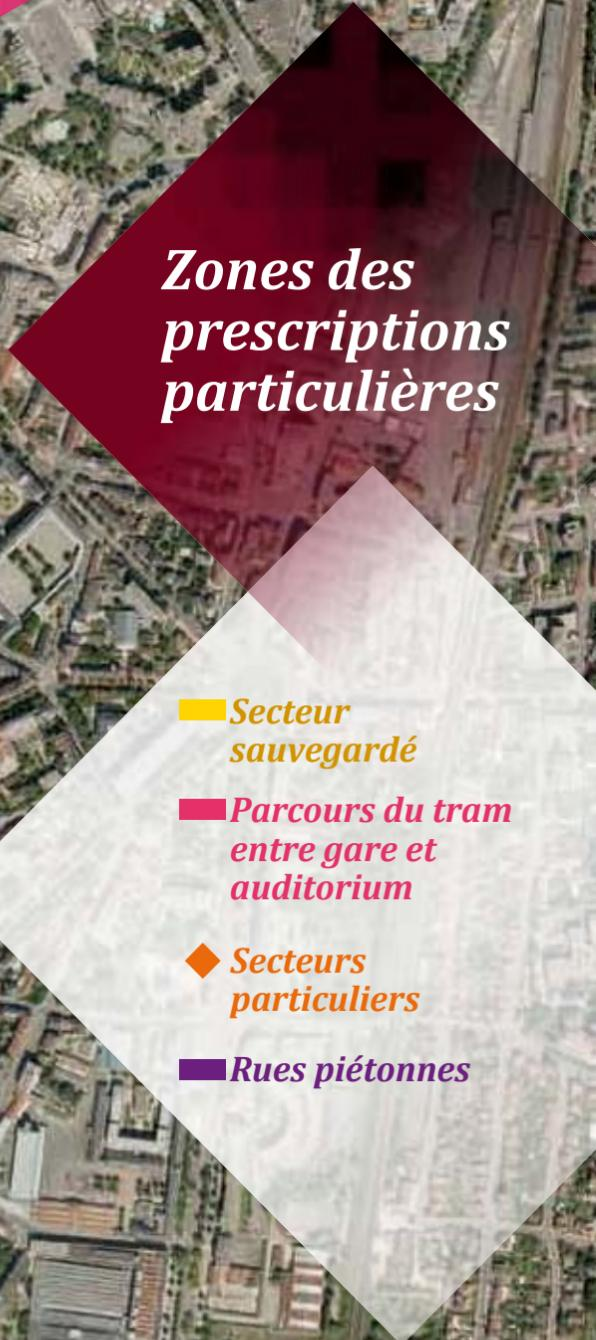 Zones des
prescriptions
particulières
Secteur
sauvegardé
Parcours du tram
entre gare et
auditorium
Secteurs
particuliers
Rues piétonnes